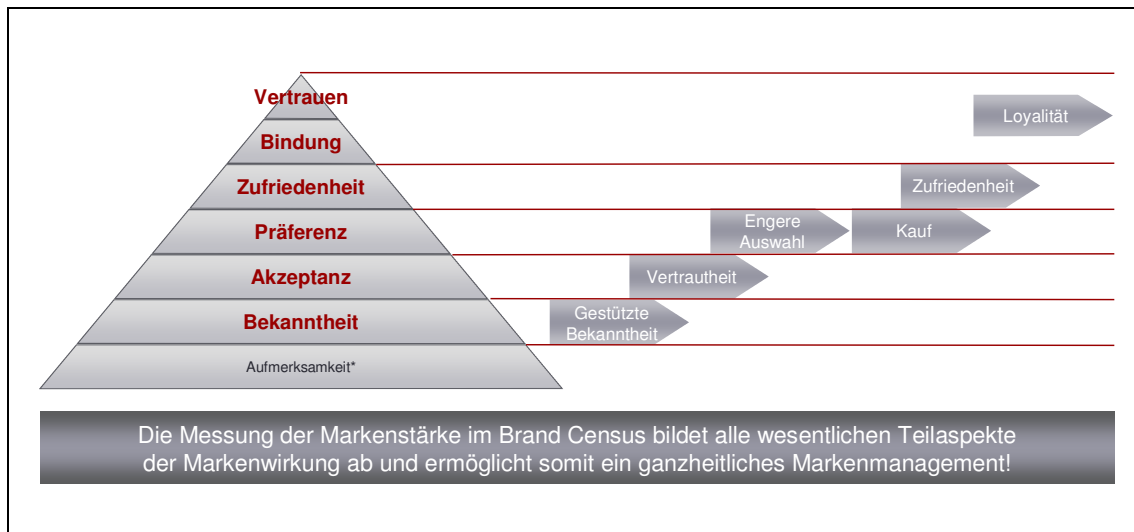 Vertrauen
Loyalität
Bindung
Zufriedenheit
Zufriedenheit
Präferenz
Engere
Auswahl
Kauf
Akzeptanz
Vertrautheit
Bekanntheit
Gestützte
Bekanntheit
Aufmerksamkeit*
Die Messung der Markenstärke im Brand Census bildet alle wesentlichen Teilaspekte
der Markenwirkung ab und ermöglicht somit ein ganzheitliches Markenmanagement!